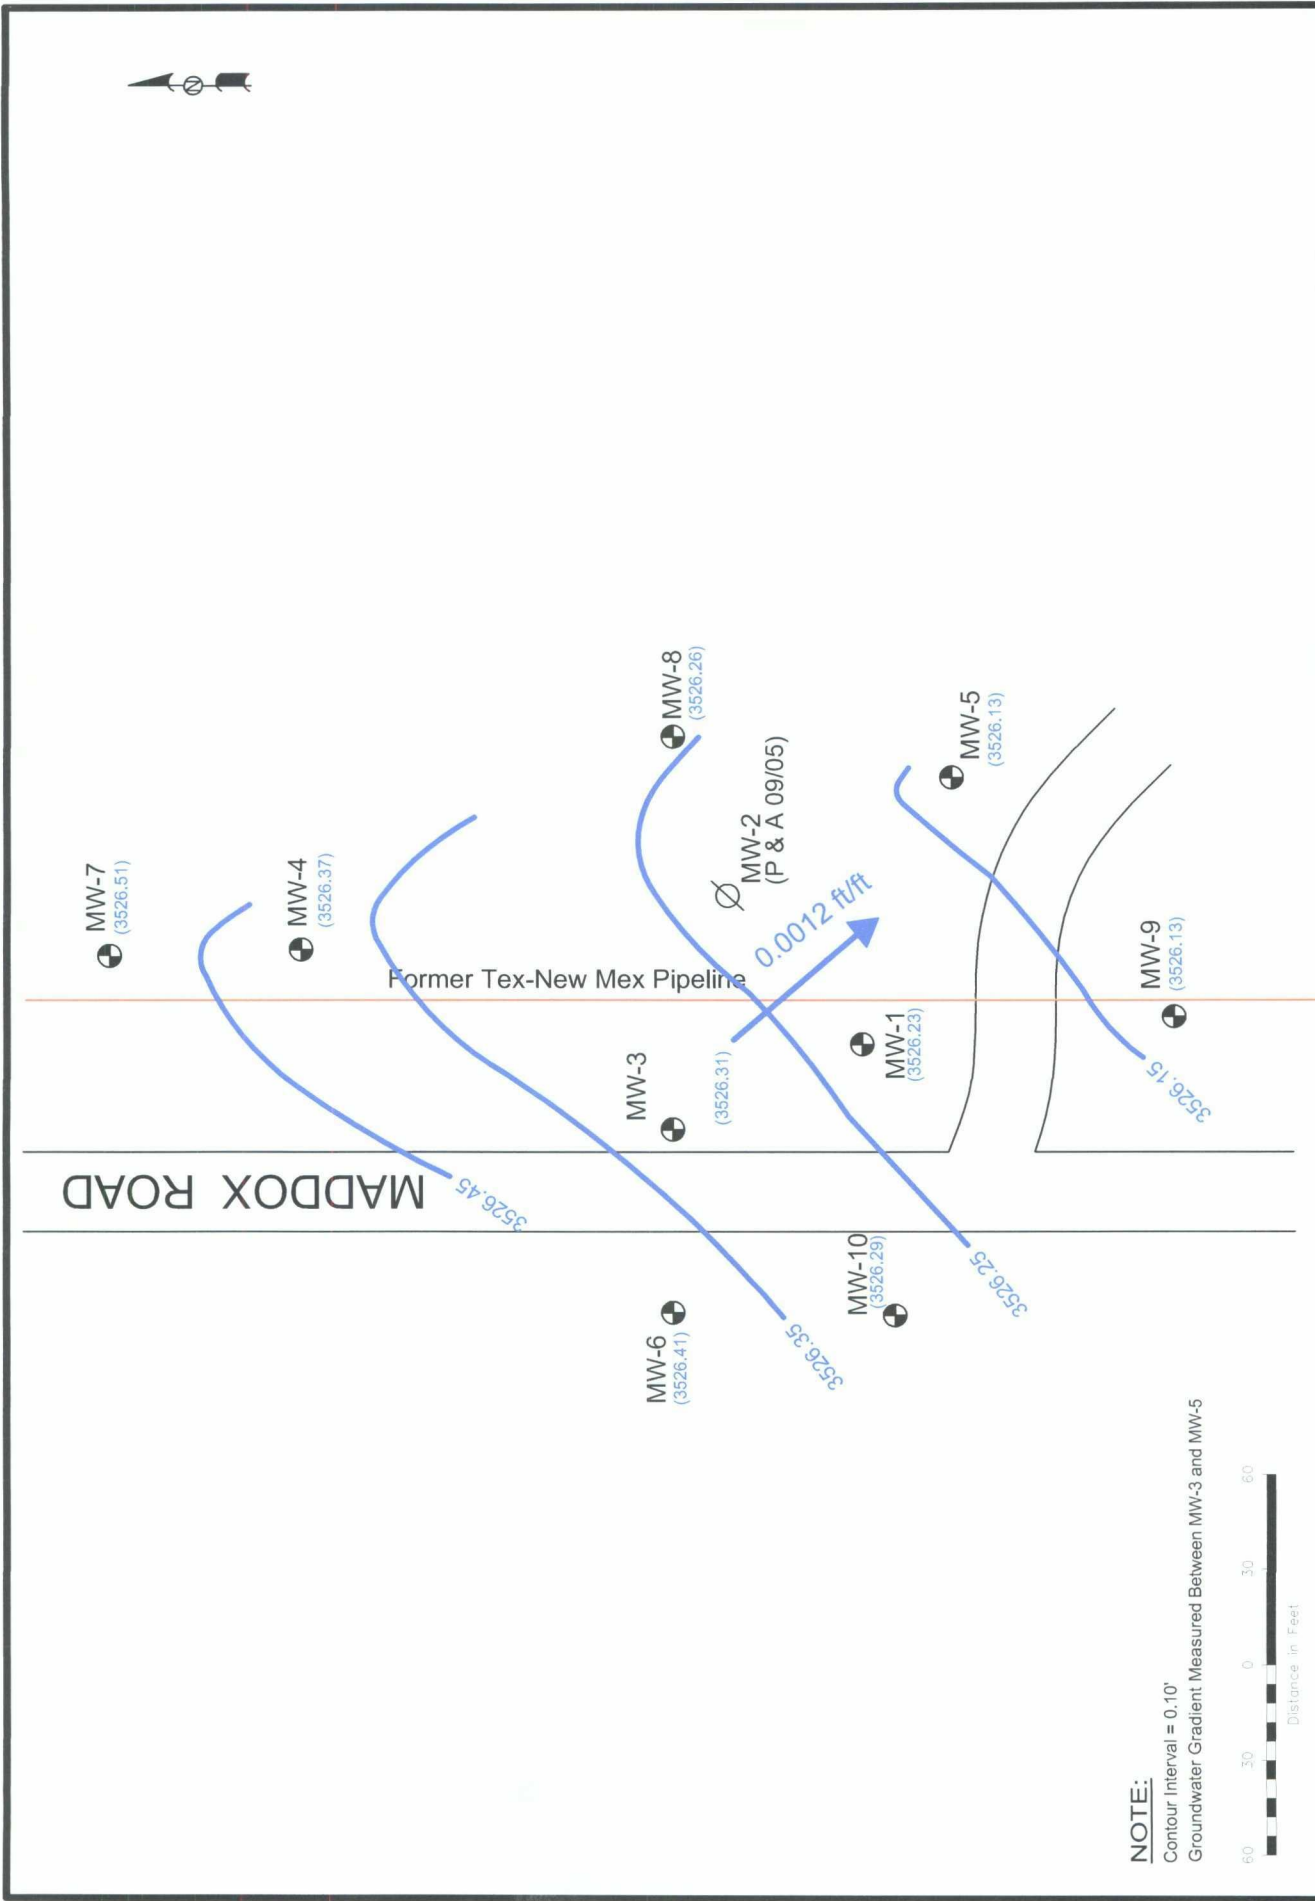 N
MW-7
(3526.51)
MW-4
(3526.37)
Former Tex-New Mex Pipeline
MADDOX ROAD
3526.45
MW-8
(3526.26)
MW-2
(P & A 09/05)
0.0012 ft/ft
MW-3
(3526.31)
MW-6
(3526.41)
3526.35
MW-1
(3526.23)
MW-10
(3526.29)
3526.25
MW-5
(3526.13)
MW-9
(3526.13)
3526.15
NOTE:
Contour Interval = 0.10'
Groundwater Gradient Measured Between MW-3 and MW-5
60 30 0 30 60
Distance in Feet